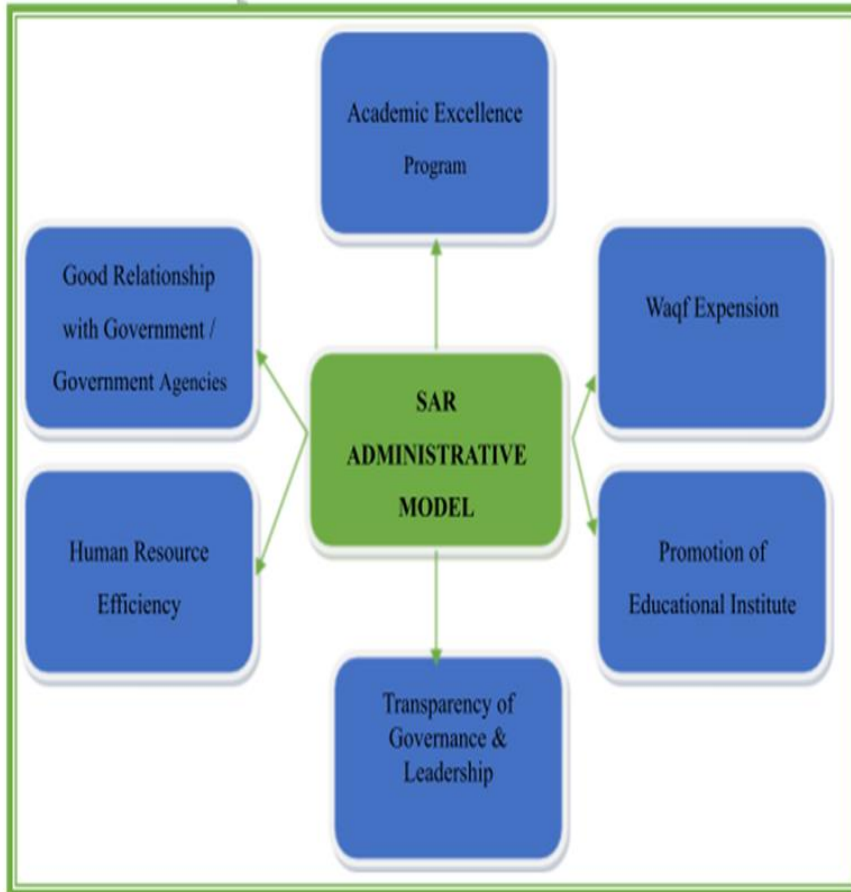 Academic Excellence
Program
Good Relationship
with Government /
Government Agencies
Waqf Expension
SAR
ADMINISTRATIVE
MODEL
Human Resource
Efficiency
Promotion of
Educational Institute
Transparency of
Governance &
Leadership